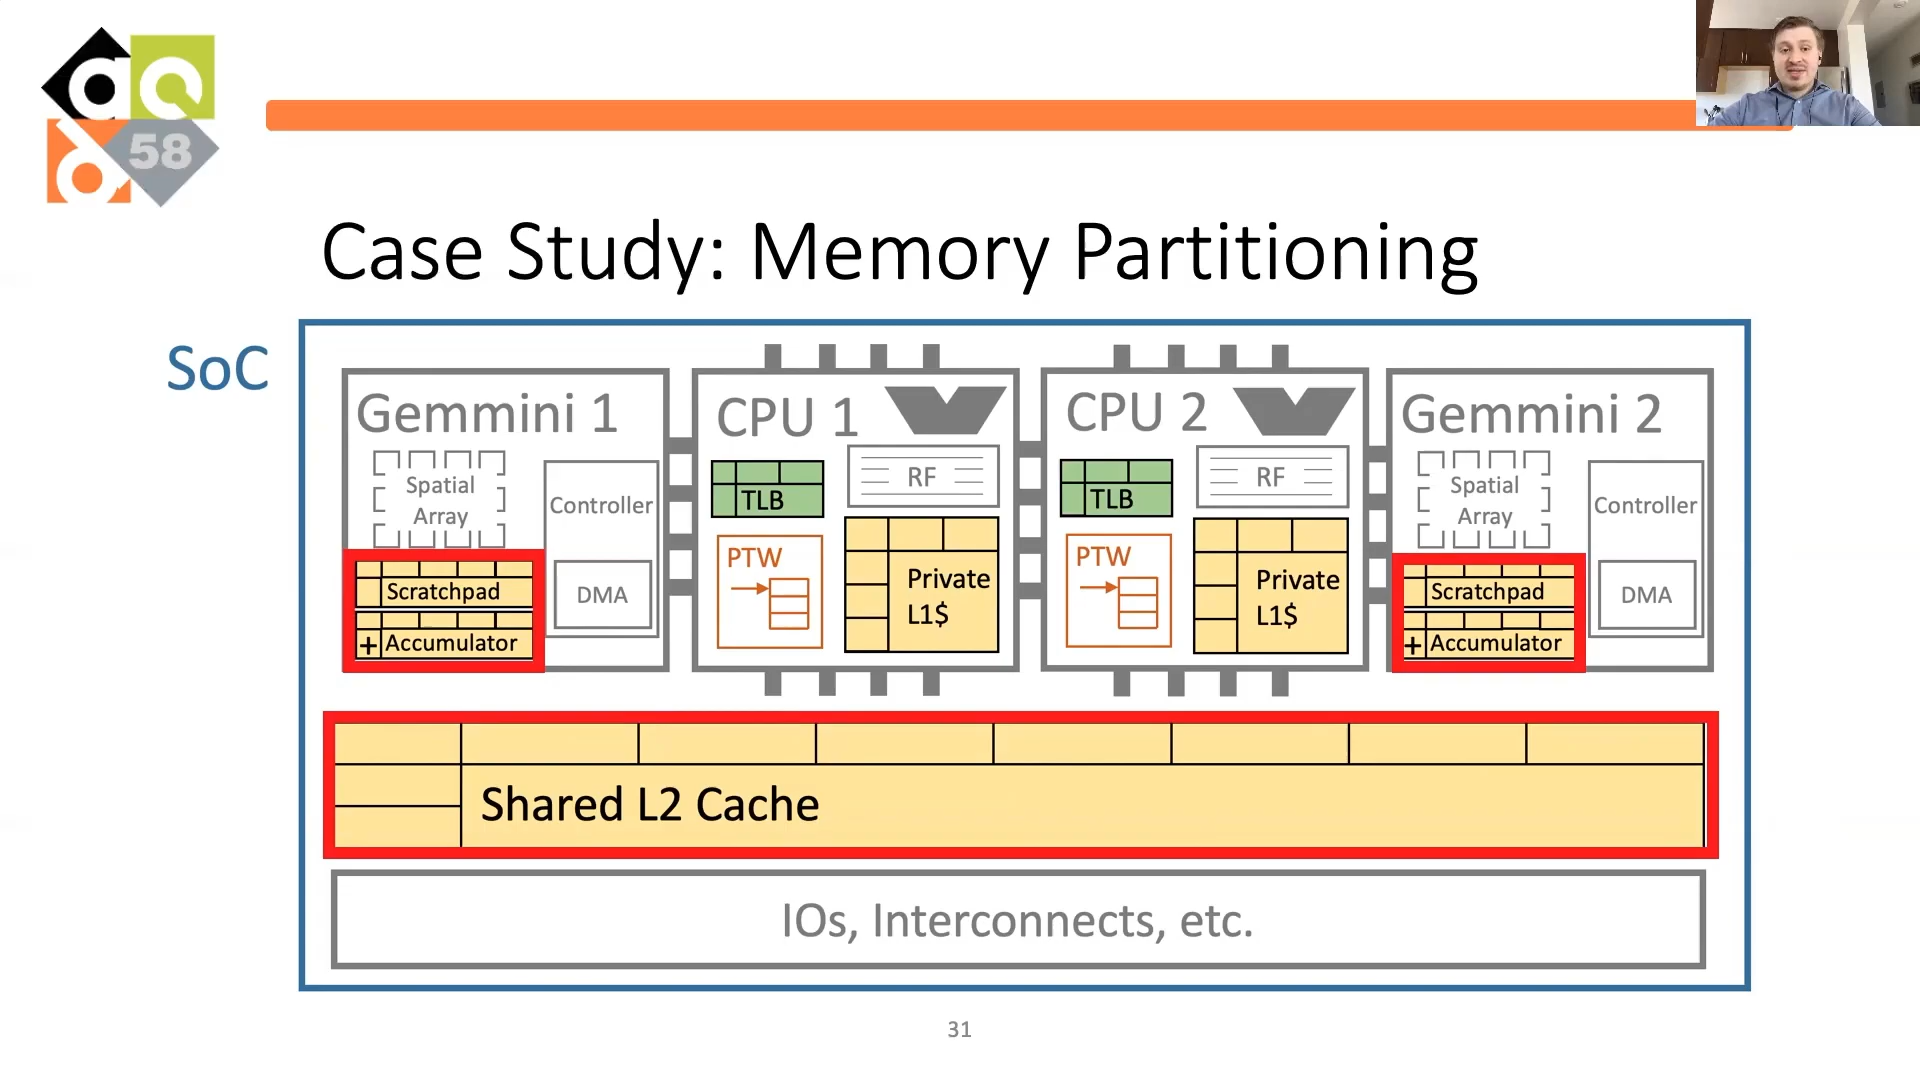 58
Case Study: Memory Partitioning
SoC
Gemmini 1
Spatial
Array
Controller
DMA
Scratchpad
+ Accumulator
CPU 1
TLB
RF
PTW
Private
L1$
CPU 2
TLB
RF
PTW
Private
L1$
Gemmini 2
Spatial
Array
Controller
DMA
Scratchpad
+ Accumulator
Shared L2 Cache
IOs, Interconnects, etc.
31